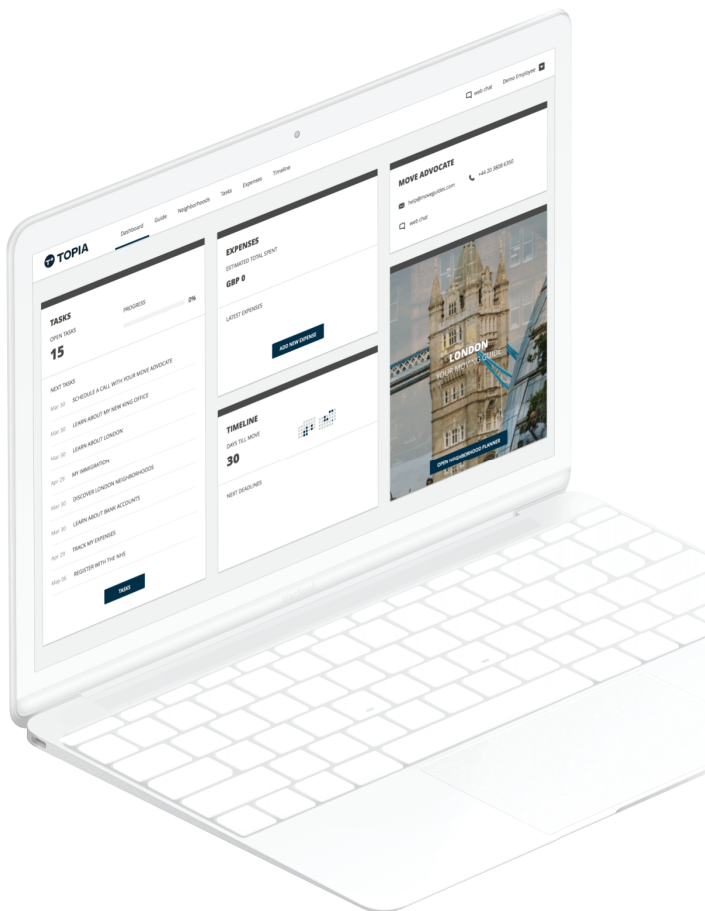 TOPIA
Dashboard
Guide
Neighborhoods
Tasks
Expenses
Timeline
web chat
Demo Employee
TASKS
OPEN TASKS
15
PROGRESS
0%
NEXT TASKS
Mar 30 SCHEDULE A CALL WITH YOUR MOVE ADVOCATE
Mar 30 LEARN ABOUT MY NEW KING OFFICE
Mar 30 LEARN ABOUT LONDON
Apr 29 MY IMMIGRATION
Mar 30 DISCOVER LONDON NEIGHBORHOODS
Mar 30 LEARN ABOUT BANK ACCOUNTS
Apr 29 TRACK MY EXPENSES
May 06 REGISTER WITH THE NHS
TASKS
EXPENSES
ESTIMATED TOTAL SPENT
GBP 0
LATEST EXPENSES
ADD NEW EXPENSE
TIMELINE
DAYS TILL MOVE
30
NEXT DEADLINES
MOVE ADVOCATE
help@moveguides.com
+44 20 3808 6350
web chat
LONDON
YOUR MOVING GUIDE
OPEN NEIGHBORHOOD PLANNER